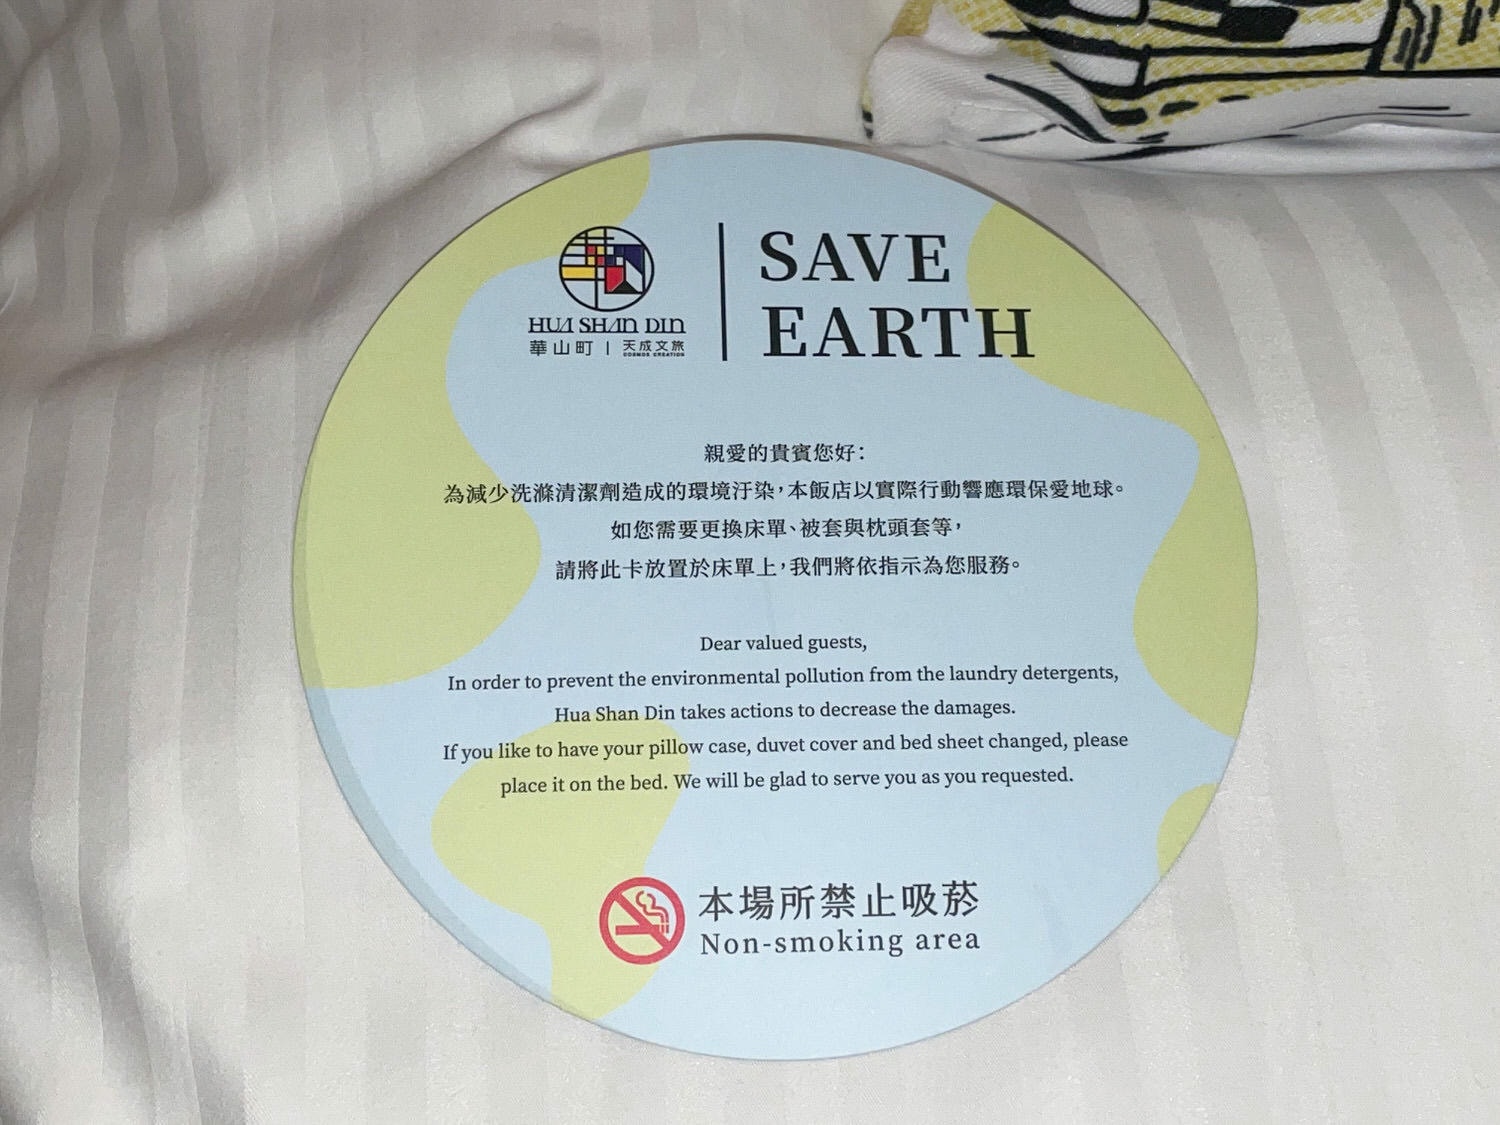 HUA SHAN DIN
華山町 | 天成文旅
COSMOS CREATION
SAVE
EARTH
親愛的貴賓您好：
為減少洗滌清潔劑造成的環境汙染，本飯店以實際行動響應環保愛地球。
如您需要更換床單、被套與枕頭套等，
請將此卡放置於床單上，我們將依指示為您服務。
Dear valued guests,
In order to prevent the environmental pollution from the laundry detergents,
Hua Shan Din takes actions to decrease the damages.
If you like to have your pillow case, duvet cover and bed sheet changed, please
place it on the bed. We will be glad to serve you as you requested.
本場所禁止吸菸
Non-smoking area